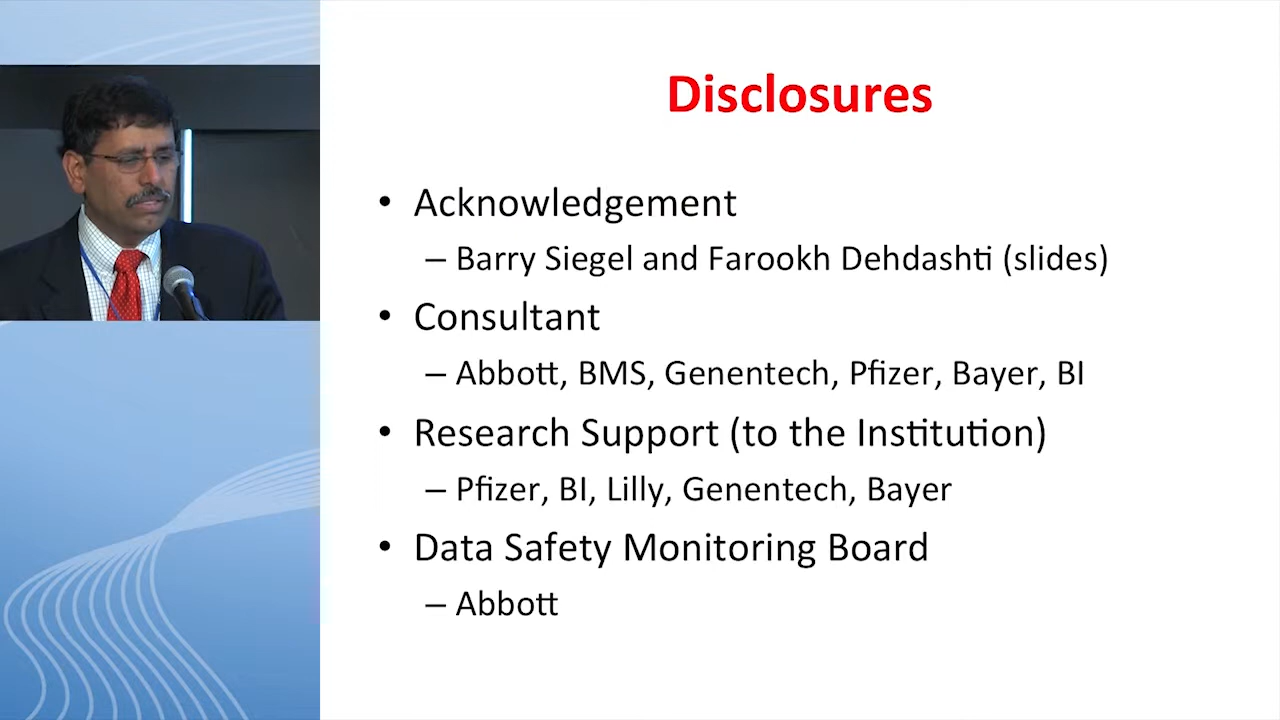 Disclosures
• Acknowledgement
– Barry Siegel and Farookh Dehdashti (slides)
• Consultant
– Abbott, BMS, Genentech, Pfizer, Bayer, BI
• Research Support (to the Institution)
– Pfizer, BI, Lilly, Genentech, Bayer
• Data Safety Monitoring Board
– Abbott